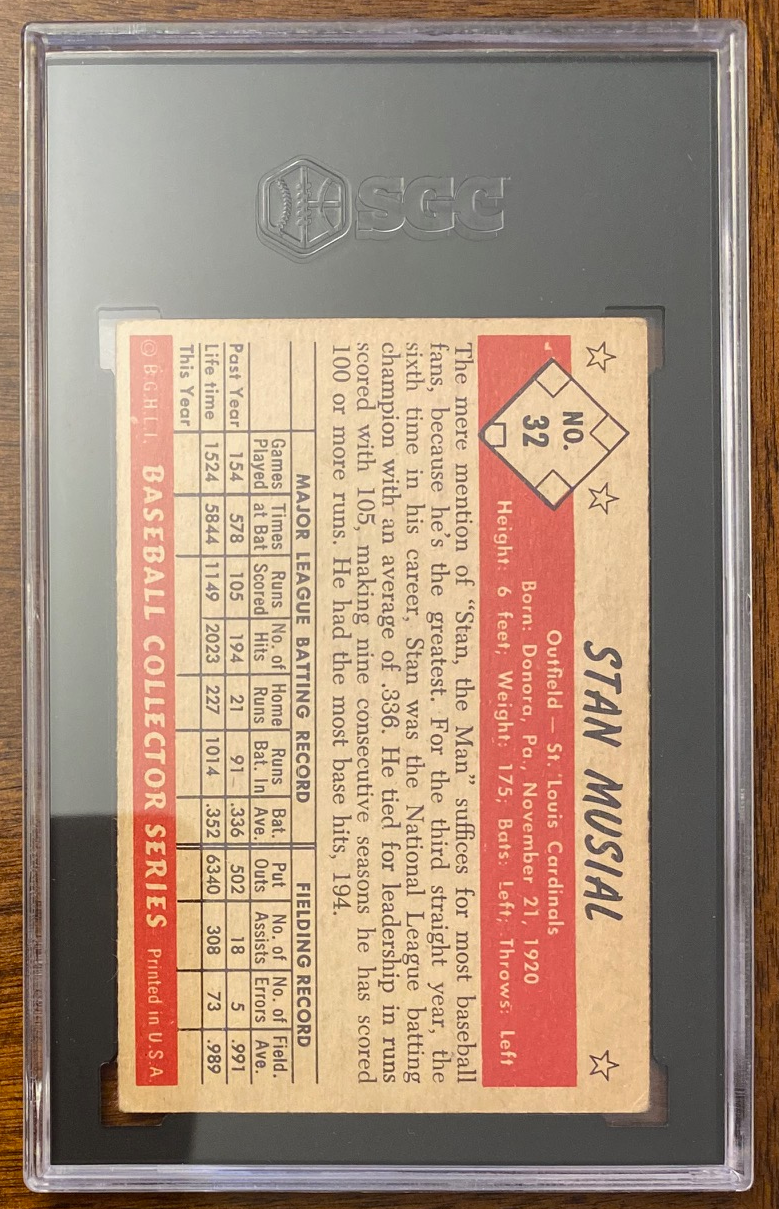 SGC
NO.
32
STAN MUSIAL
Outfield — St. Louis Cardinals
Born: Donora, Pa., November 21, 1920
Height: 6 feet; Weight: 175; Bats: Left; Throws: Left
The mere mention of "Stan, the Man" suffices for most baseball
fans, because he's the greatest. For the third straight year, the
sixth time in his career, Stan was the National League batting
champion with an average of .336. He tied for leadership in runs
scored with 105, making nine consecutive seasons he has scored
100 or more runs. He had the most base hits, 194.
MAJOR LEAGUE BATTING RECORD FIELDING RECORD
Games Times Runs No. of Home Runs Bat. Put No. of No. of Field.
Played at Bat Scored Hits Runs Bat. In Ave. Outs Assists Errors Ave.
Past Year 154 578 105 194 21 91 .336 502 18 5 .991
Life time 1524 5844 1149 2023 227 1014 .352 6340 308 73 .989
This Year
© B.G.H.L.I. BASEBALL COLLECTOR SERIES Printed in U.S.A.